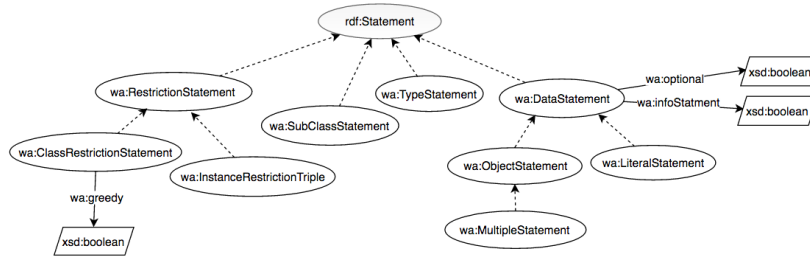 rdf:Statement
wa:RestrictionStatement
wa:SubClassStatement
wa:TypeStatement
wa:DataStatement
wa:optional
xsd:boolean
wa:infoStatment
xsd:boolean
wa:ClassRestrictionStatement
wa:InstanceRestrictionTriple
wa:ObjectStatement
wa:LiteralStatement
wa:greedy
wa:MultipleStatement
xsd:boolean